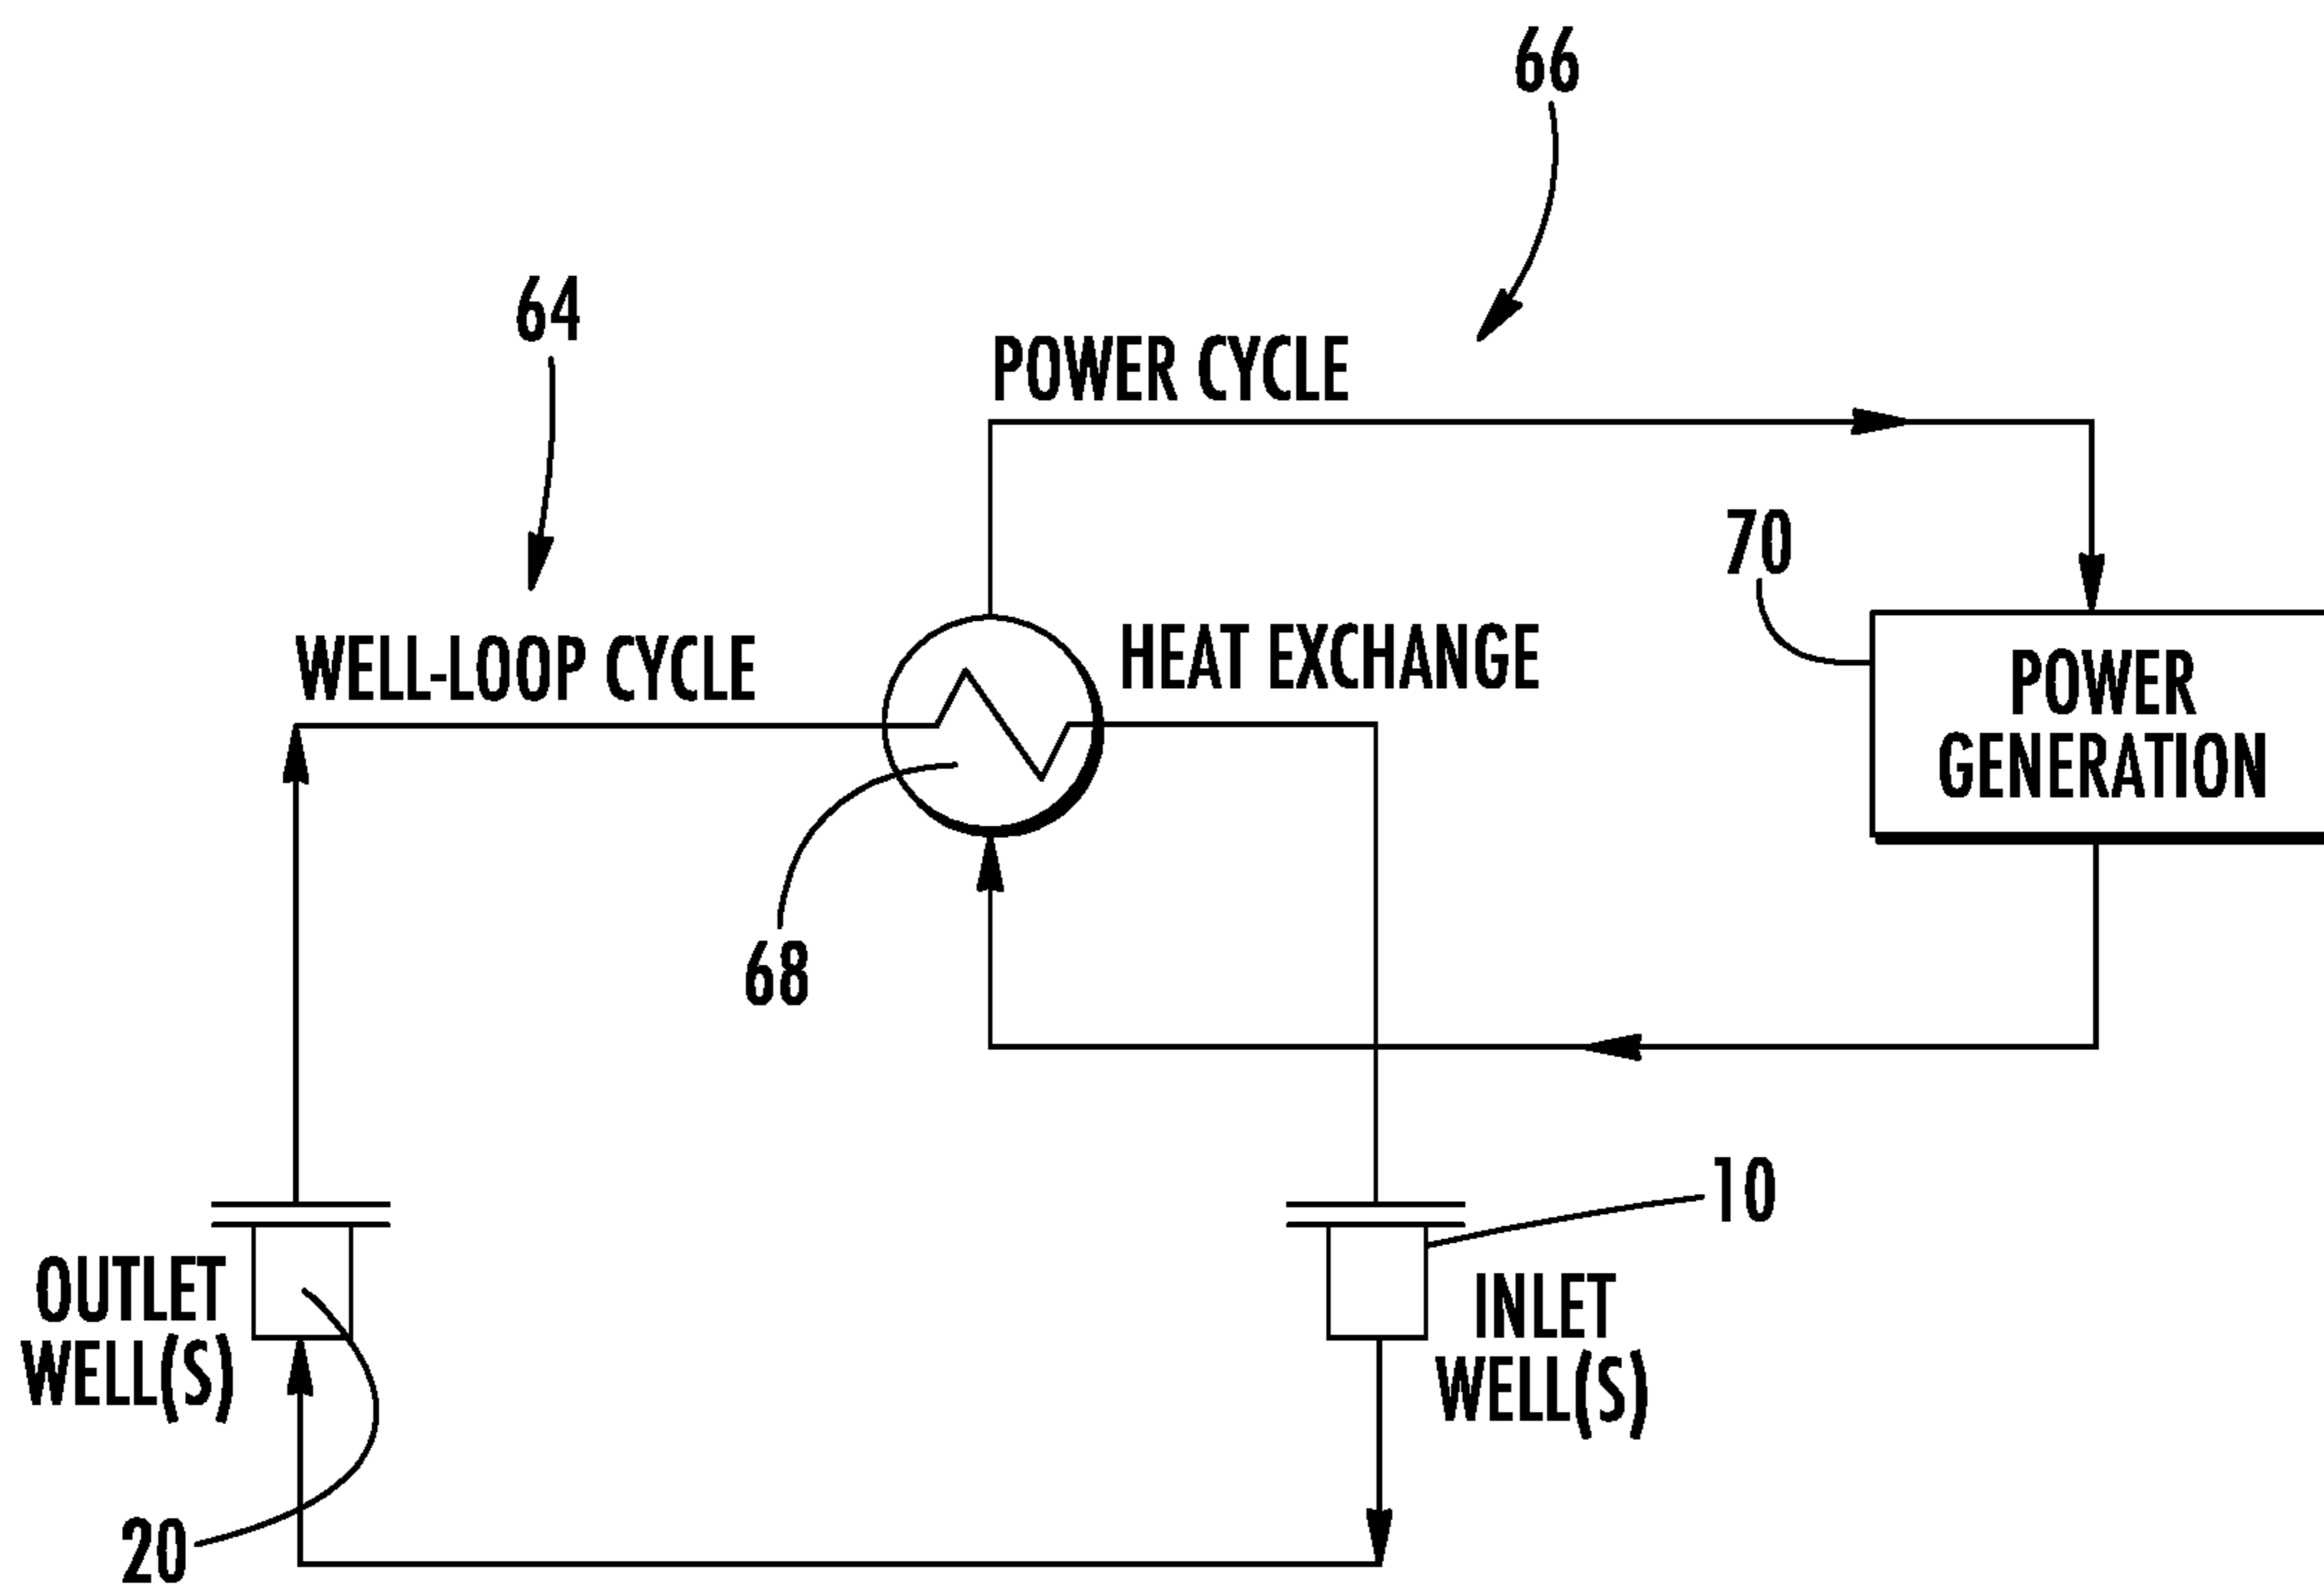 66
64
POWER CYCLE
70
WELL-LOOP CYCLE
HEAT EXCHANGE
POWER
GENERATION
68
10
OUTLET
WELL(S)
INLET
WELL(S)
20